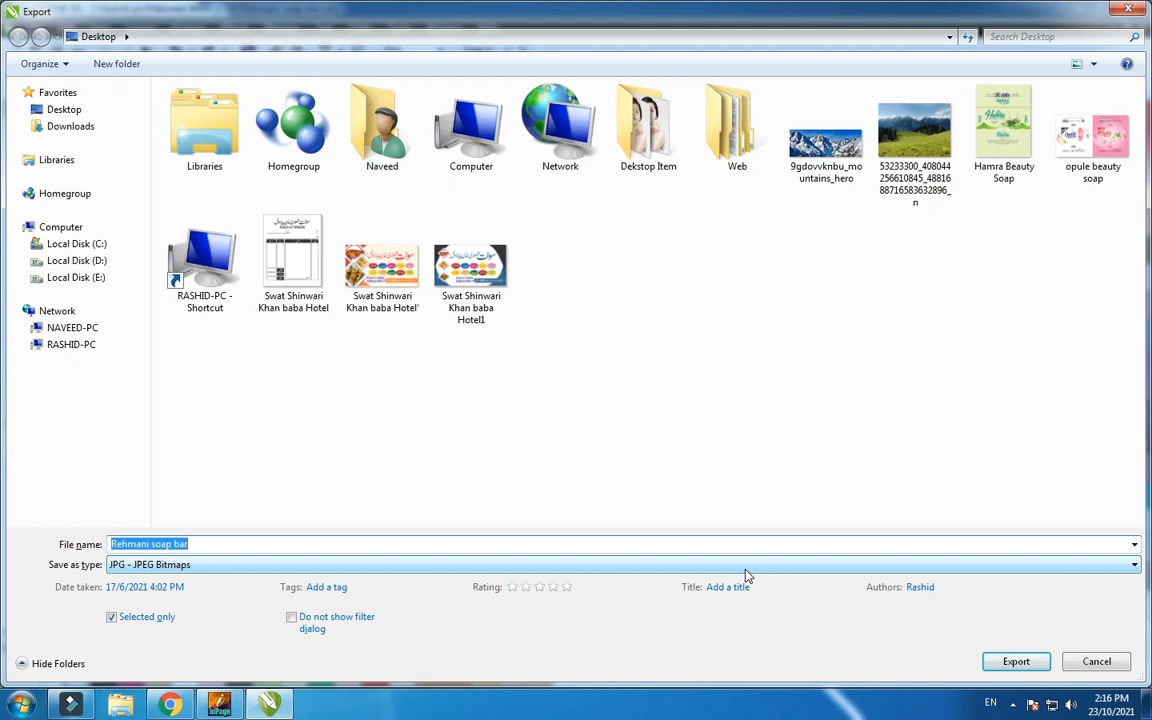 Export
Desktop
Search Desktop
Organize
New folder
Favorites
Desktop
Downloads
Libraries
Homegroup
Computer
Local Disk (C:)
Local Disk (D:)
Local Disk (E:)
Network
NAVEED-PC
RASHID-PC
Libraries
Homegroup
Naveed
Computer
Network
Dekstop Item
Web
9gdovvknbu_mo
untains_hero
53233300_408044
256610845_48816
88716583632896_
n
Hamra Beauty
Soap
opule beauty
soap
RASHID-PC -
Shortcut
Swat Shinwari
Khan baba Hotel
Swat Shinwari
Khan baba Hotel'
Swat Shinwari
Khan baba
Hotel1
File name: Rehmani soap bar
Save as type: JPG - JPEG Bitmaps
Date taken: 17/6/2021 4:02 PM
Tags: Add a tag
Rating:
Title: Add a title
Authors: Rashid
Selected only
Do not show filter
dialog
Hide Folders
Export
Cancel
InPage
EN
2:16 PM
23/10/2021